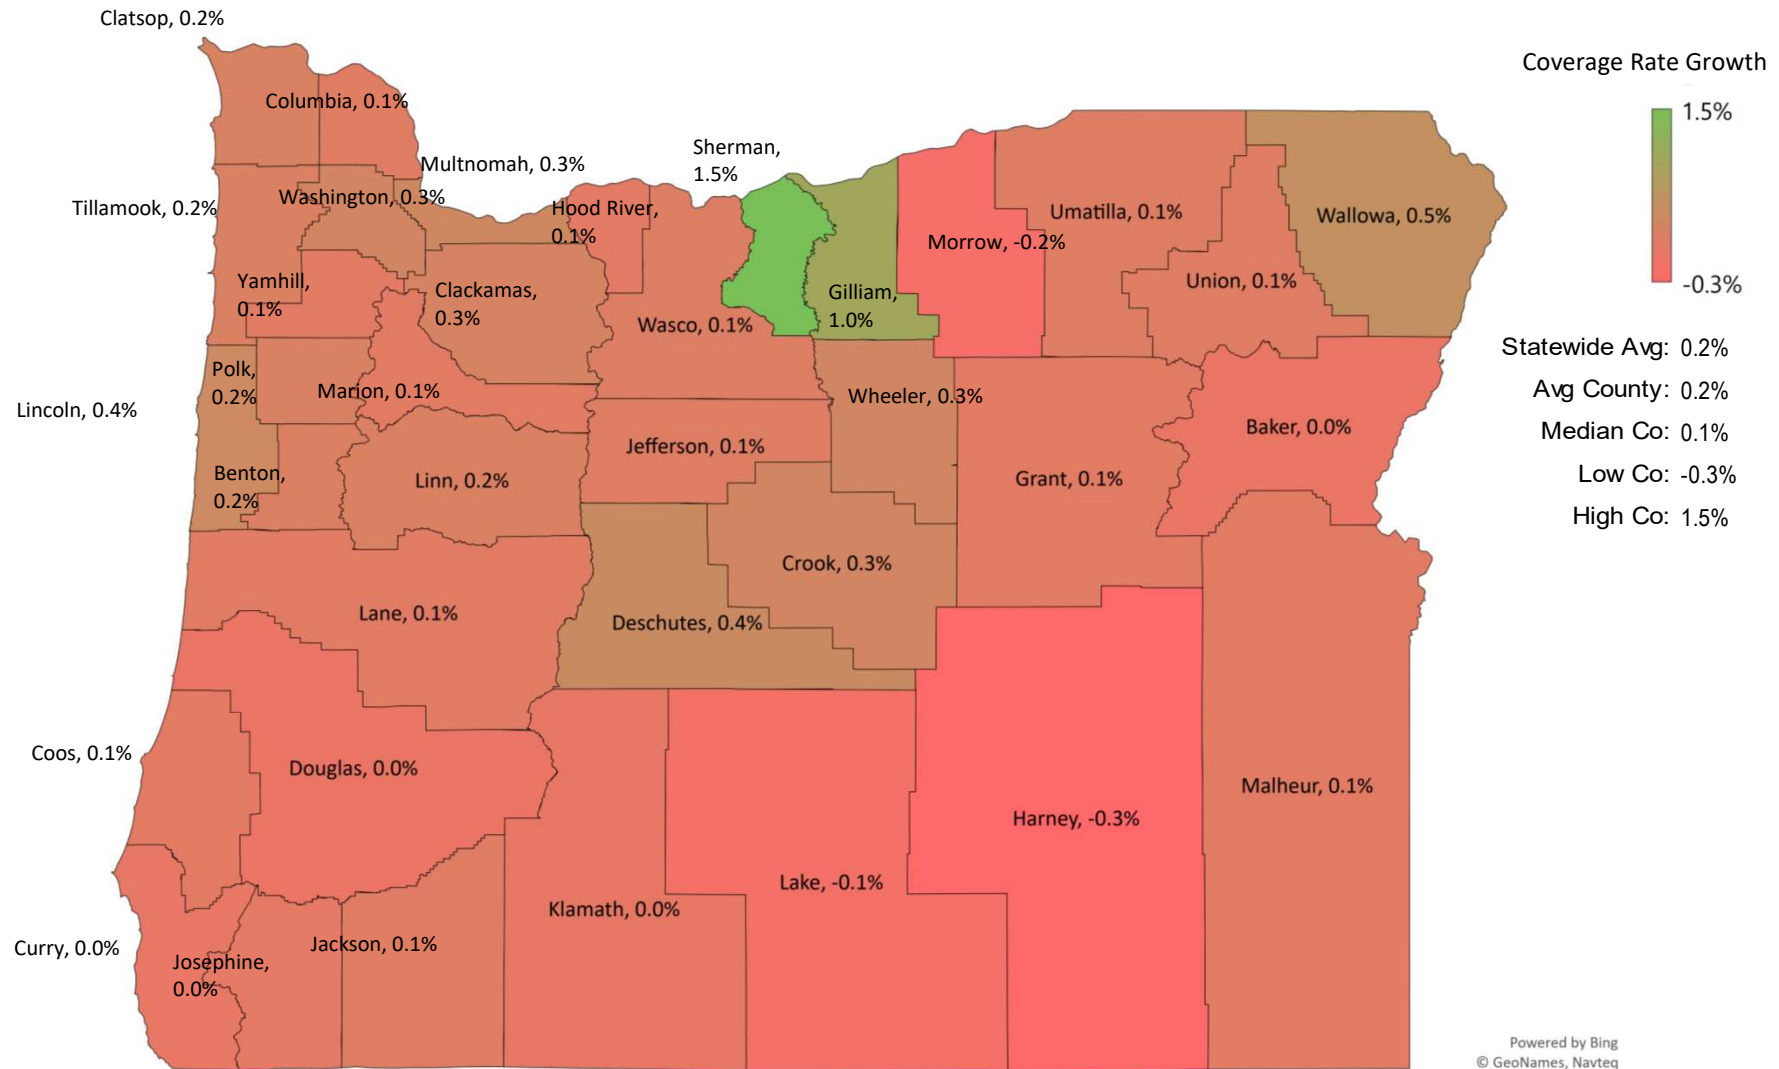 Clatsop, 0.2%
Coverage Rate Growth
Columbia, 0.1%
1.5%
Sherman,
1.5%
Multnomah, 0.3%
Washington, 0.3%
Tillamook, 0.2%
Hood River,
0.1%
Umatilla, 0.1%
Wallowa, 0.5%
Morrow, -0.2%
Yamhill,
0.1%
Clackamas,
0.3%
Gilliam,
1.0%
Union, 0.1%
-0.3%
Wasco, 0.1%
Statewide Avg: 0.2%
Avg County: 0.2%
Median Co: 0.1%
Low Co: -0.3%
High Co: 1.5%
Polk,
0.2%
Marion, 0.1%
Wheeler, 0.3%
Lincoln, 0.4%
Baker, 0.0%
Jefferson, 0.1%
Benton,
0.2%
Linn, 0.2%
Grant, 0.1%
Crook, 0.3%
Lane, 0.1%
Deschutes, 0.4%
Coos, 0.1%
Douglas, 0.0%
Malheur, 0.1%
Harney, -0.3%
Lake, -0.1%
Klamath, 0.0%
Curry, 0.0%
Jackson, 0.1%
Josephine,
0.0%
Powered by Bing
© GeoNames, Navteq